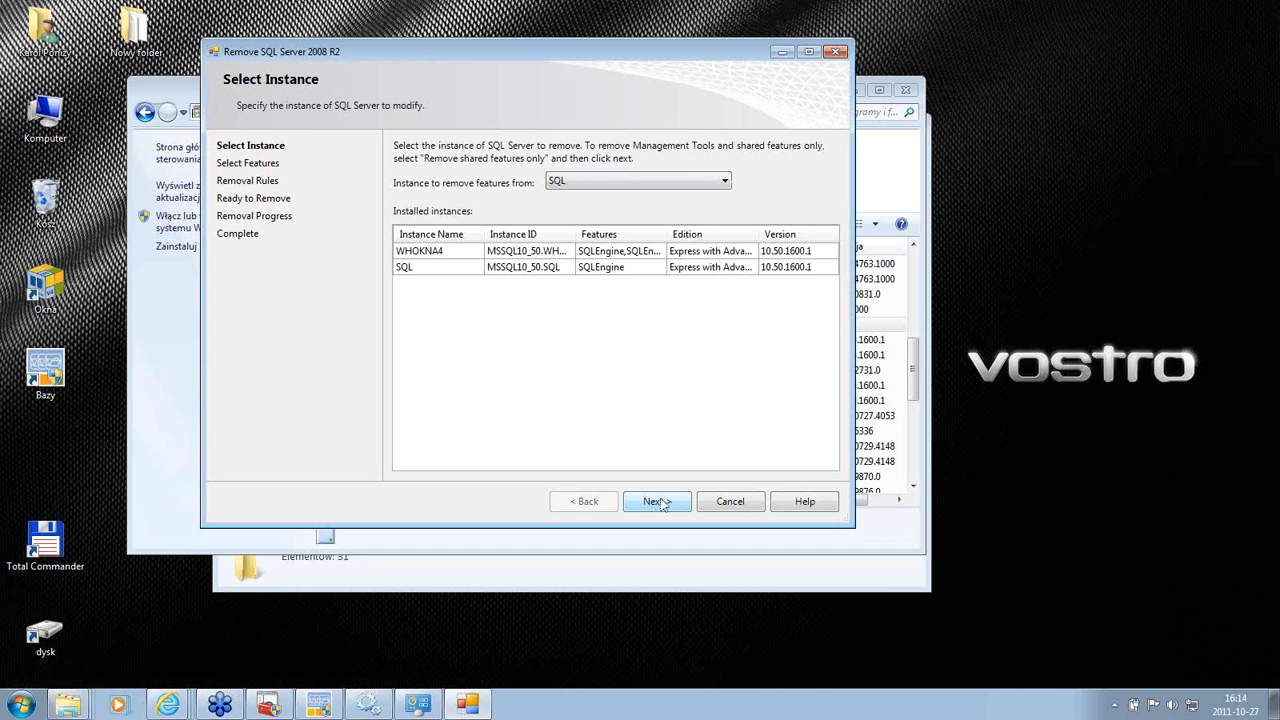 Karol Poniży
Nowy folder
Komputer
Kosz
Okna
Bazy
Total Commander
dysk
Remove SQL Server 2008 R2
Select Instance
Specify the instance of SQL Server to modify.
Select Instance
Select Features
Removal Rules
Ready to Remove
Removal Progress
Complete
Select the instance of SQL Server to remove. To remove Management Tools and shared features only,
select "Remove shared features only" and then click next.
Instance to remove features from:
SQL
Installed instances:
Instance Name Instance ID Features Edition Version
WHOKNA4 MSSQL10_50.WH... SQLEngine,SQLEn... Express with Adva... 10.50.1600.1
SQL MSSQL10_50.SQL SQLEngine Express with Adva... 10.50.1600.1
< Back
Next >
Cancel
Help
Strona głó
sterowania
Wyświetl z
aktualizacj
Włącz lub
systemu W
Zainstaluj
ramy i f...
ja
4763.1000
0831.0
000
.1600.1
.1600.1
2731.0
.1600.1
.1600.1
0727.4053
6336
0729.4148
0729.4148
9870.0
Elementów: 31
vostro
16:14
2011-10-27